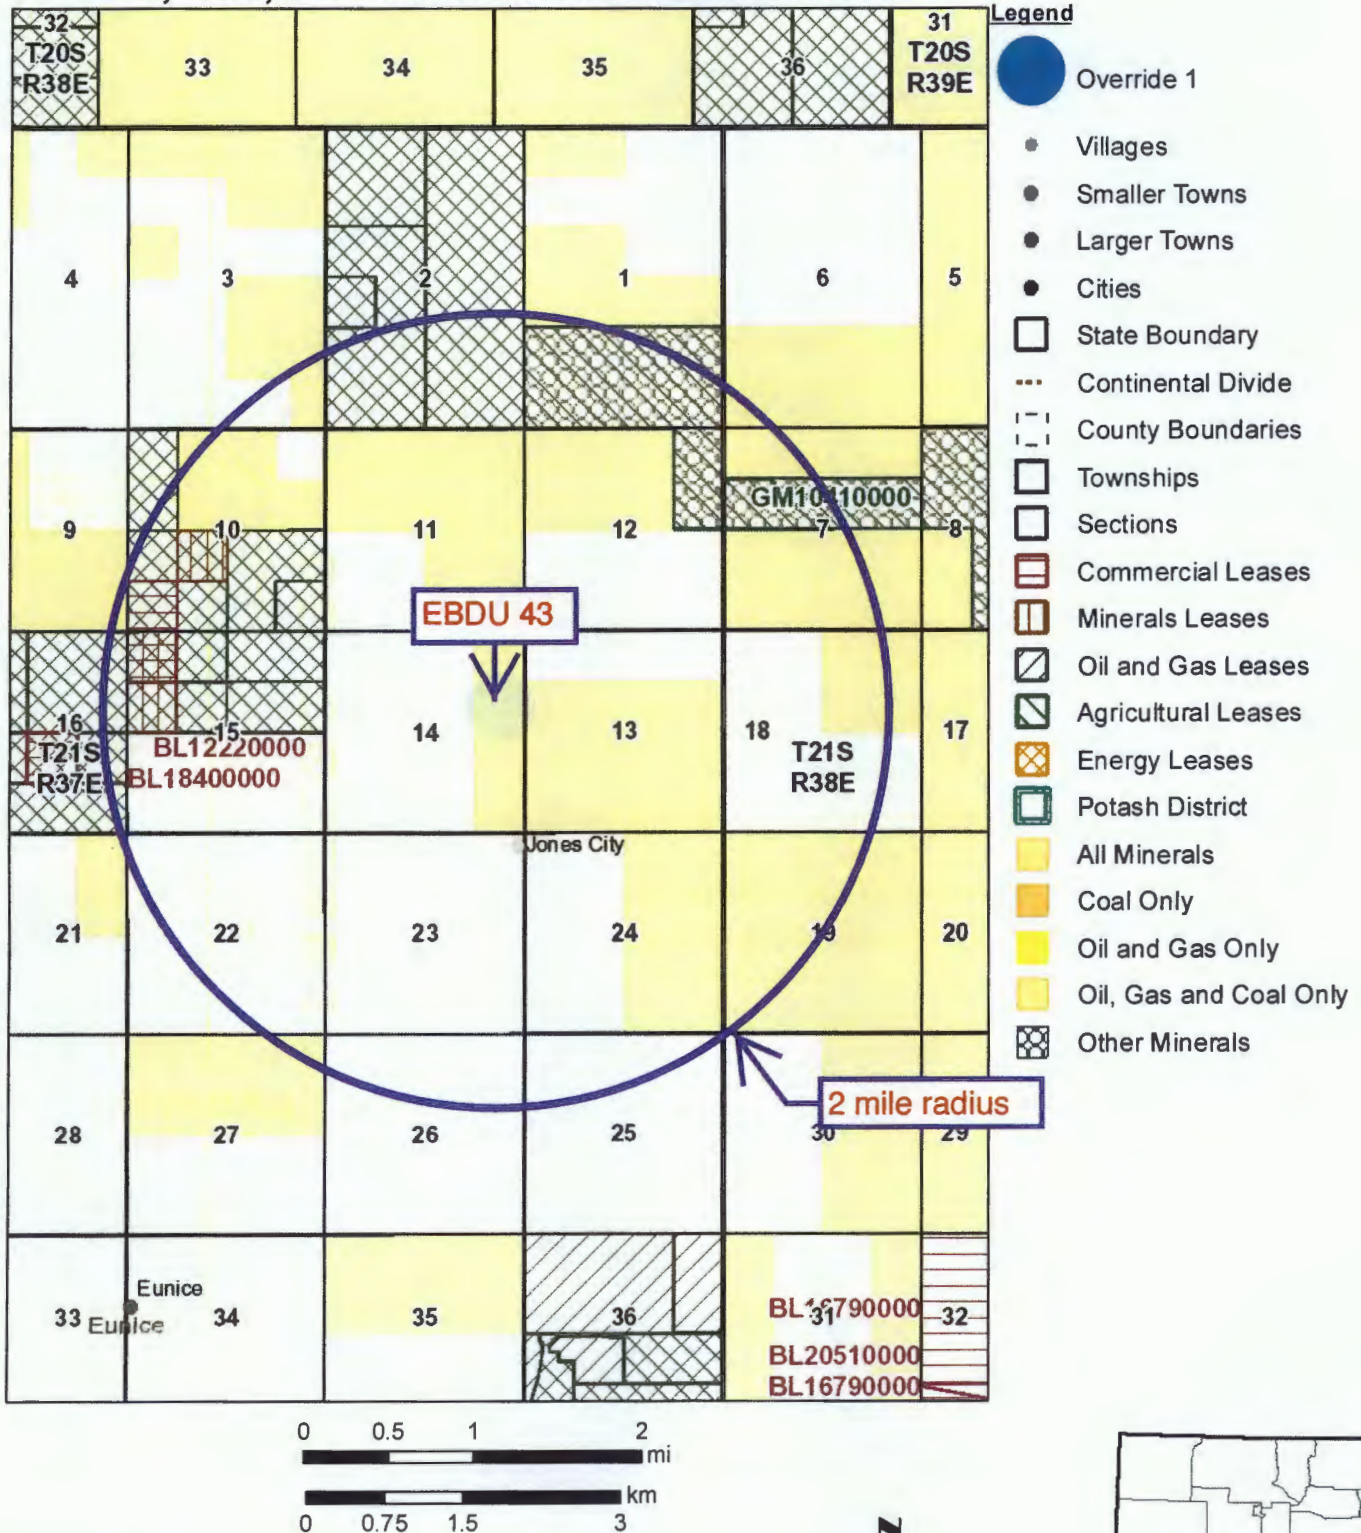 32
T20S
R38E
33
34
35
36
31
T20S
R39E
4
3
2
1
6
5
9
10
11
12
GM10410000
7
8
EBDU 43
16
T21S
R37E
15
BL12220000
BL18400000
14
13
18
T21S
R38E
17
Jones City
21
22
23
24
19
20
28
27
26
25
2 mile radius
30
29
33
Eunice
Eunice
34
35
36
BL16790000
31
32
BL20510000
BL16790000
Legend
Override 1
Villages
Smaller Towns
Larger Towns
Cities
State Boundary
Continental Divide
County Boundaries
Townships
Sections
Commercial Leases
Minerals Leases
Oil and Gas Leases
Agricultural Leases
Energy Leases
Potash District
All Minerals
Coal Only
Oil and Gas Only
Oil, Gas and Coal Only
Other Minerals
0 0.5 1 2
mi
km
0 0.75 1.5 3
N